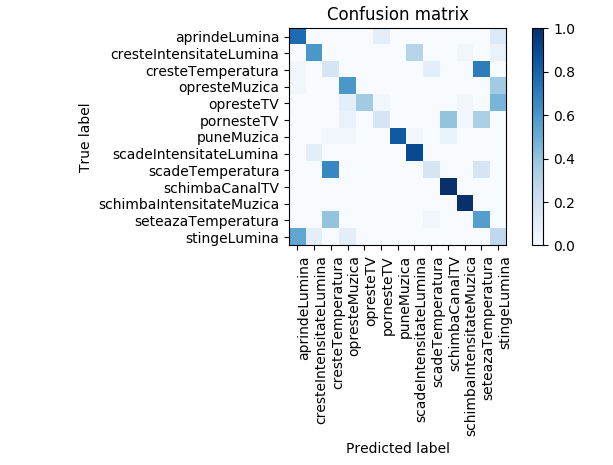 Confusion matrix
True label
aprindeLumina
cresteIntensitateLumina
cresteTemperatura
opresteMuzica
opresteTV
pornesteTV
puneMuzica
scadeIntensitateLumina
scadeTemperatura
schimbaCanalTV
schimbaIntensitateMuzica
seteazaTemperatura
stingeLumina
1.0
0.8
0.6
0.4
0.2
0.0
aprindeLumina
cresteIntensitateLumina
cresteTemperatura
opresteMuzica
opresteTV
pornesteTV
puneMuzica
scadeIntensitateLumina
scadeTemperatura
schimbaCanalTV
schimbaIntensitateMuzica
seteazaTemperatura
stingeLumina
Predicted label